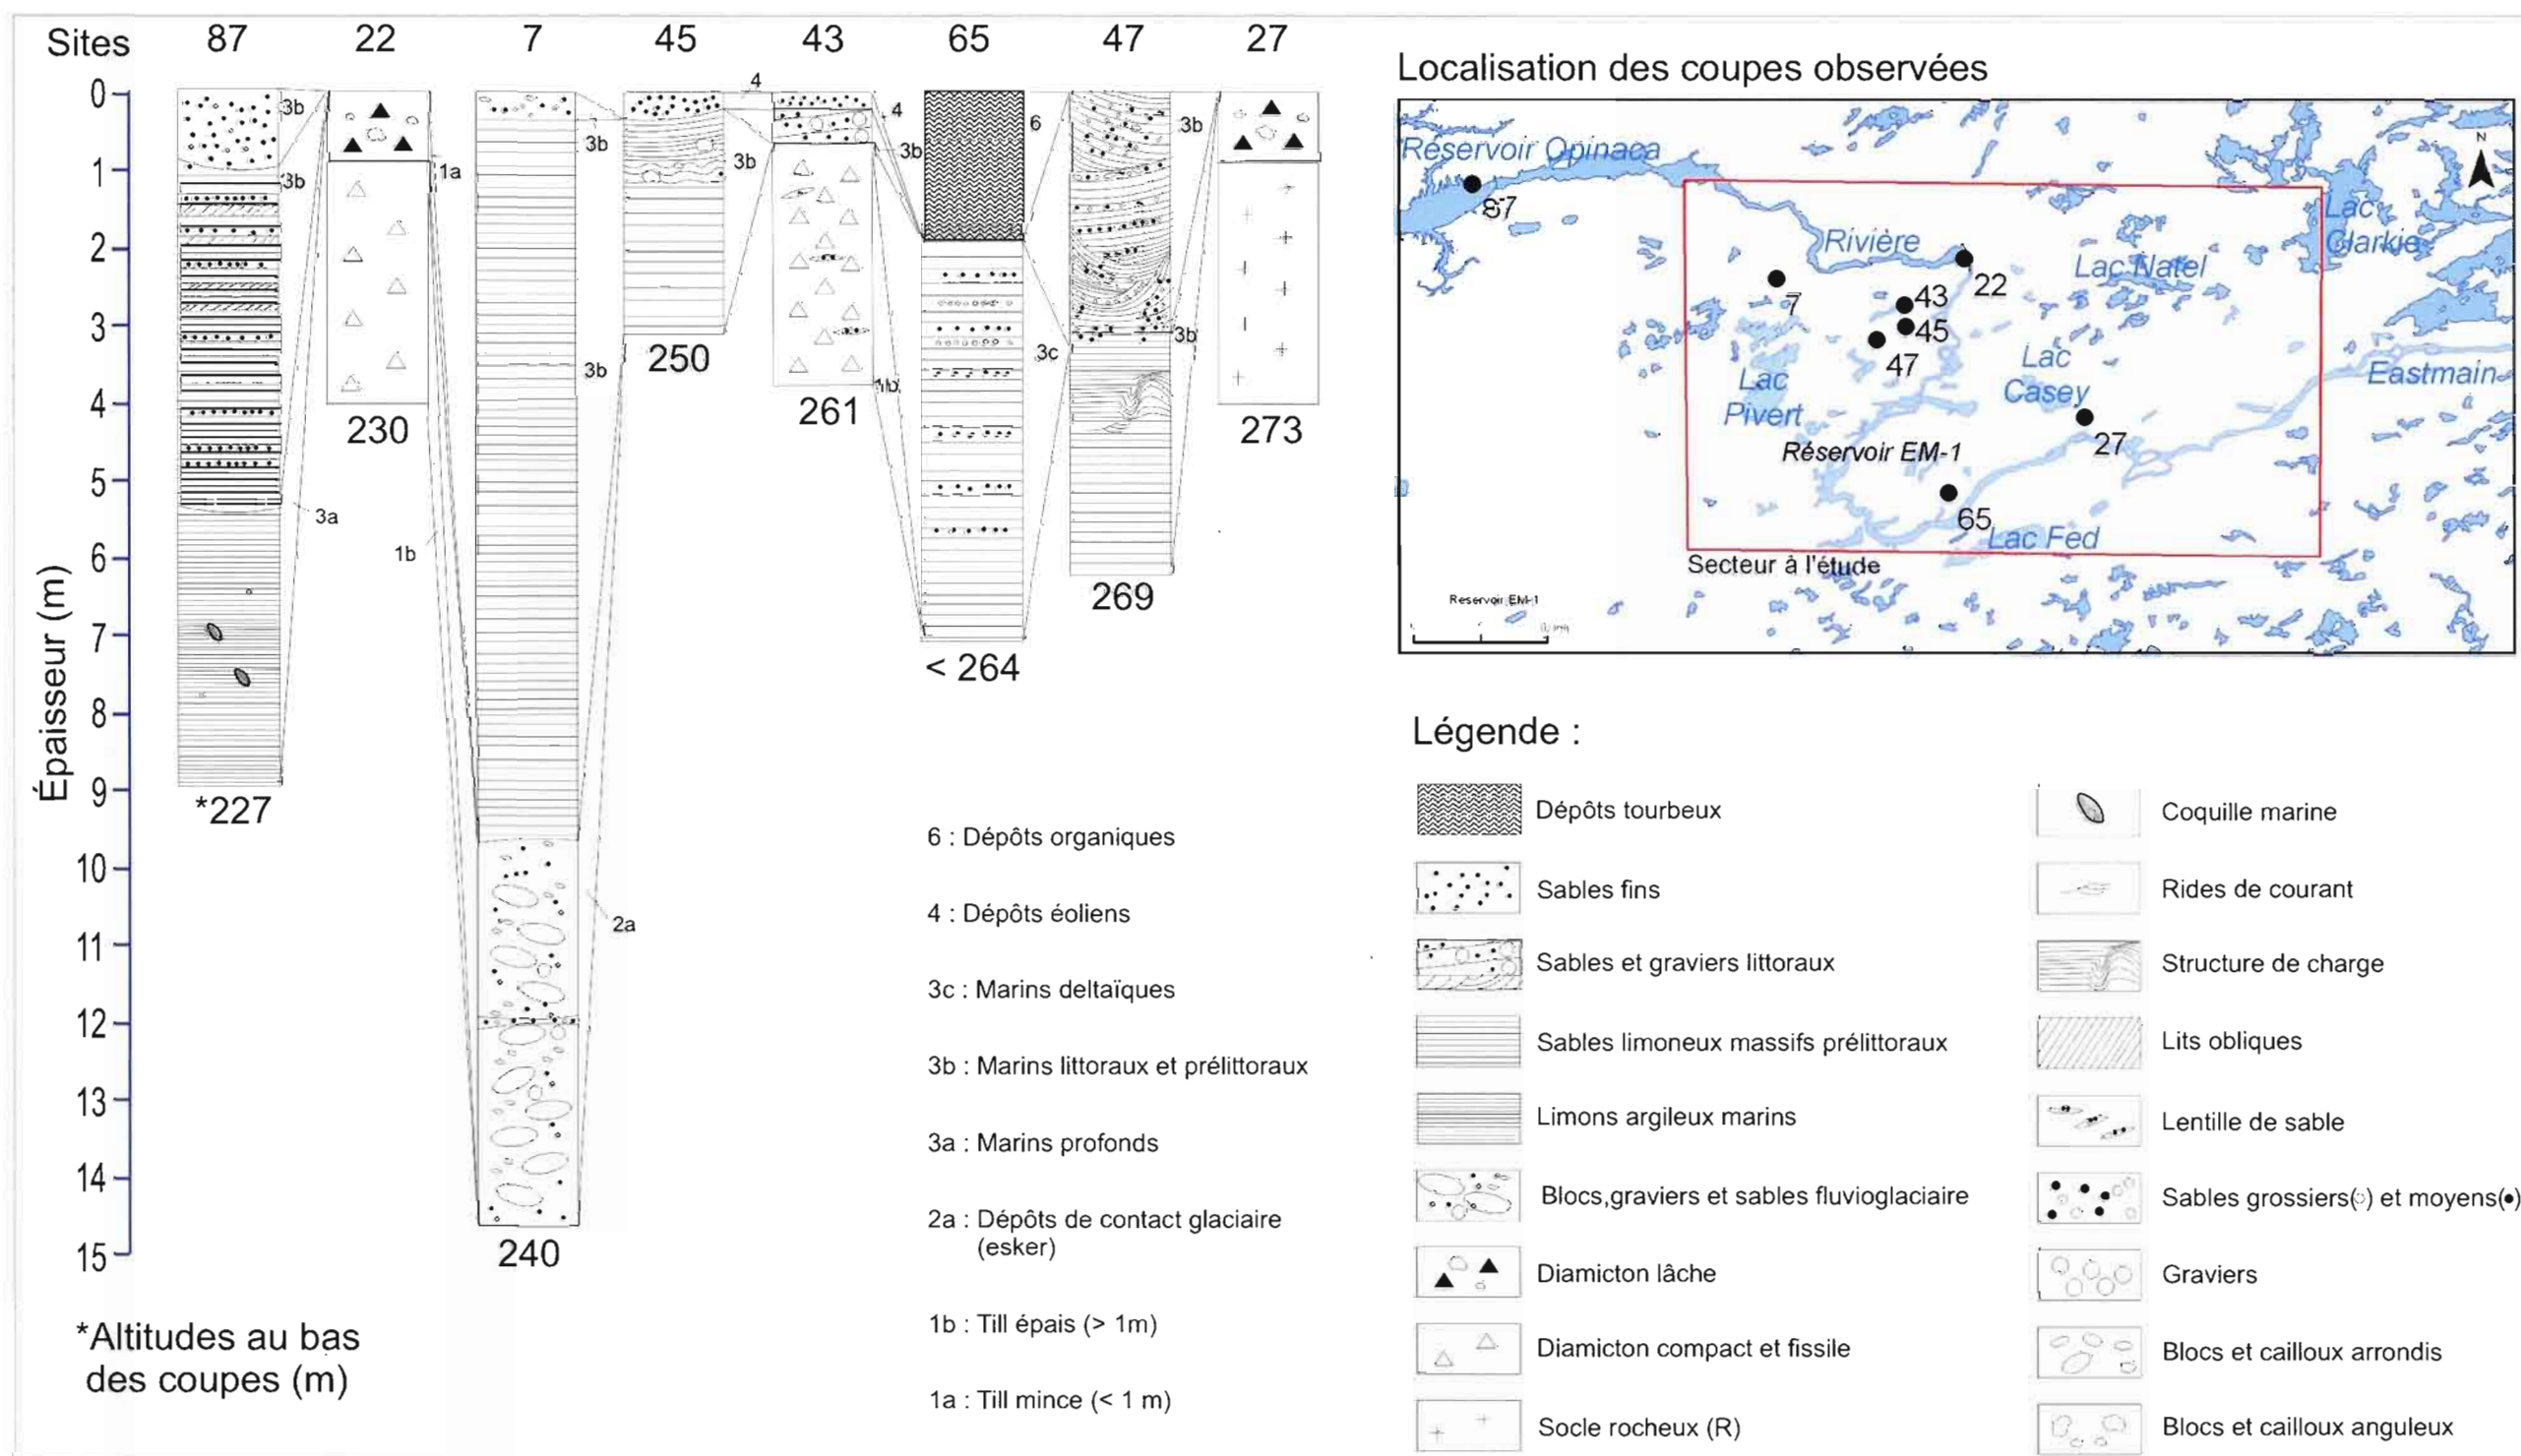 Sites 87 22 7 45 43 65 47 27
Épaisseur (m)
0
1
2
3
4
5
6
7
8
9
10
11
12
13
14
15
3b
3b
3a
*227
1a
230
1b
3b
3b
2a
240
4
3b
250
4
3b
1b
261
6
3c
< 264
3b
3b
269
273
*Altitudes au bas
des coupes (m)
6 : Dépôts organiques
4 : Dépôts éoliens
3c : Marins deltaïques
3b : Marins littoraux et prélittoraux
3a : Marins profonds
2a : Dépôts de contact glaciaire
(esker)
1b : Till épais (> 1m)
1a : Till mince (< 1 m)
Localisation des coupes observées
Réservoir Opinaca
87
N
Lac
Clarkie
Rivière
Lac Natel
22
7
43
45
47
Lac
Pivert
Lac
Casey
Eastmain
Réservoir EM-1
27
65
Lac Fed
Secteur à l'étude
Reservoir EM-1
Légende :
Dépôts tourbeux
Sables fins
Sables et graviers littoraux
Sables limoneux massifs prélittoraux
Limons argileux marins
Blocs,graviers et sables fluvioglaciaire
Diamicton lâche
Diamicton compact et fissile
Socle rocheux (R)
Coquille marine
Rides de courant
Structure de charge
Lits obliques
Lentille de sable
Sables grossiers(○) et moyens(●)
Graviers
Blocs et cailloux arrondis
Blocs et cailloux anguleux